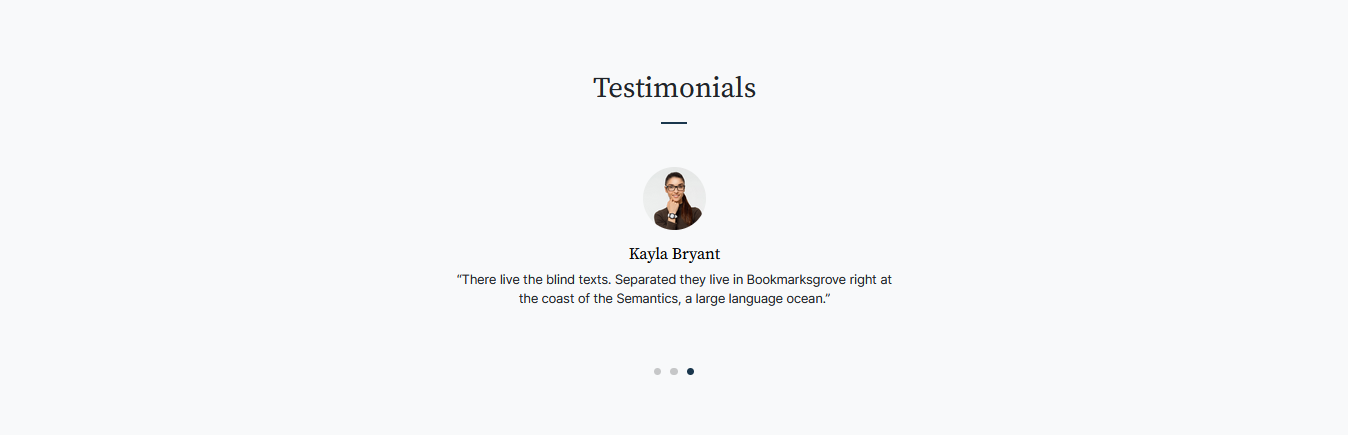 Testimonials
Kayla Bryant
“There live the blind texts. Separated they live in Bookmarksgrove right at
the coast of the Semantics, a large language ocean.”